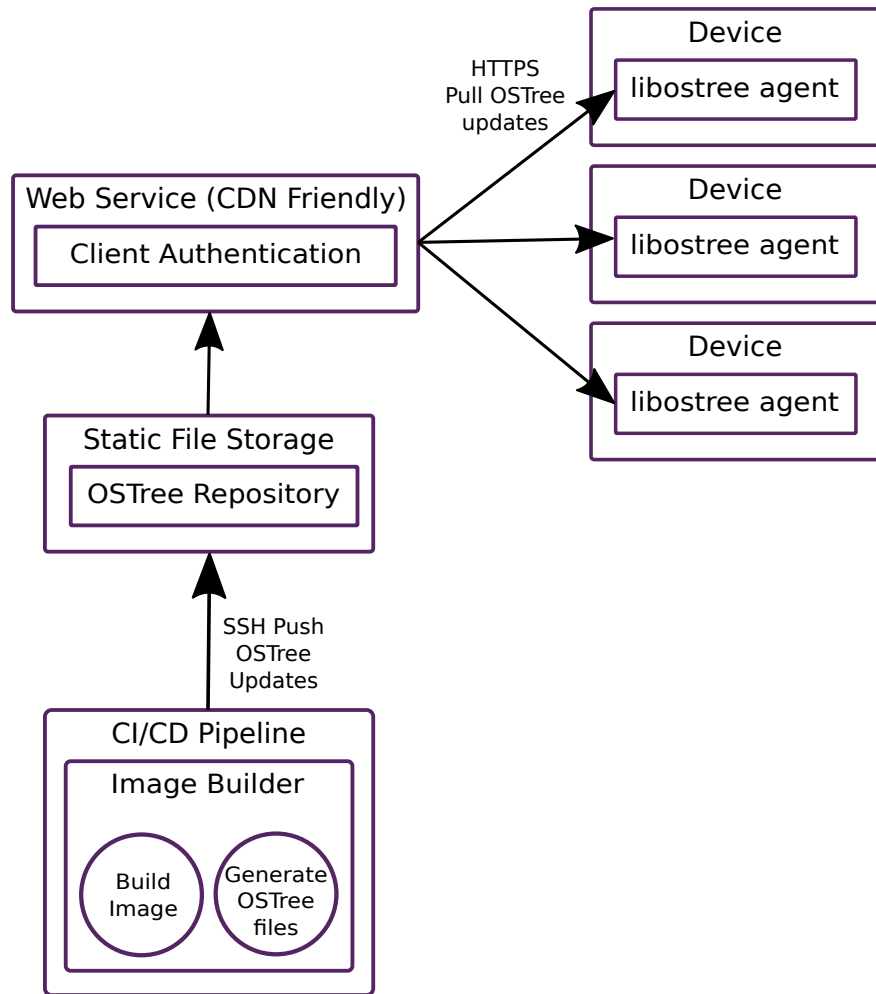 Device
libostree agent
HTTPS
Pull OSTree
updates
Device
libostree agent
Web Service (CDN Friendly)
Client Authentication
Device
libostree agent
Static File Storage
OSTree Repository
SSH Push
OSTree
Updates
CI/CD Pipeline
Image Builder
Build
Image
Generate
OSTree
files